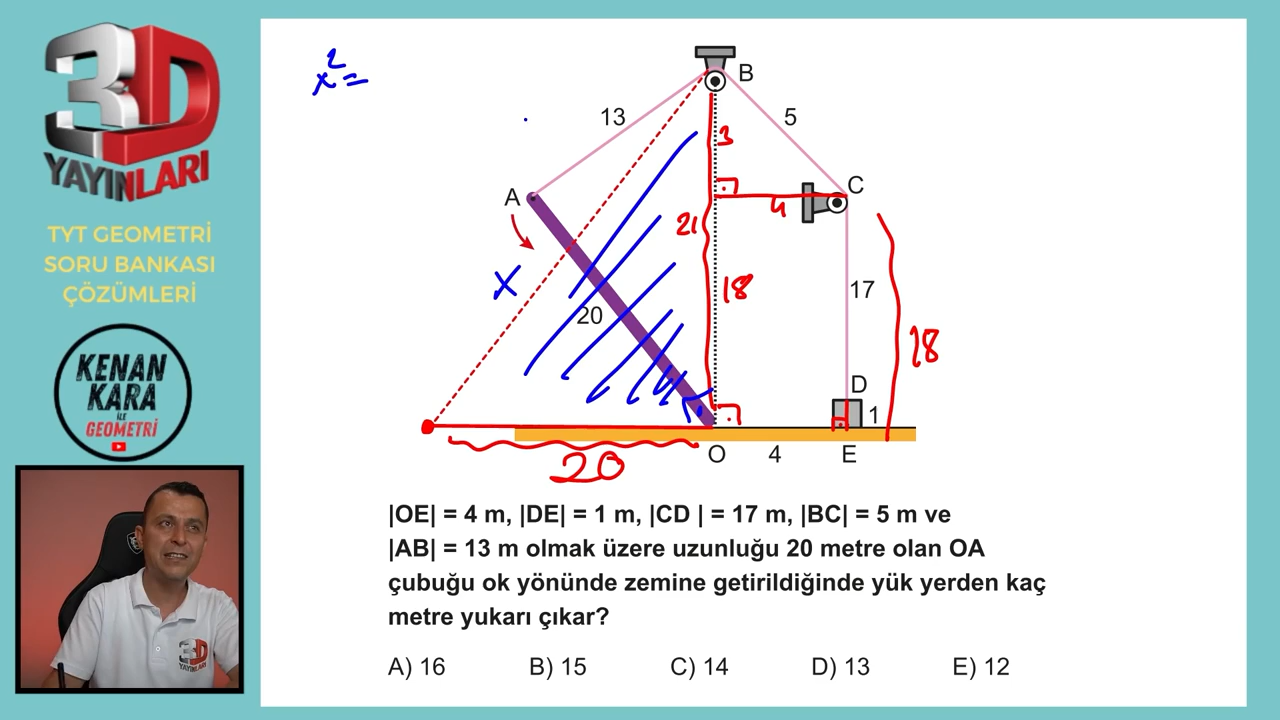 3D
YAYINLARI
TYT GEOMETRİ
SORU BANKASI
ÇÖZÜMLERİ
KENAN
KARA
İLE
GEOMETRİ
3D
YAYINLARI
x²=
B
13
5
3
A
C
4
21
x
20
18
17
18
D
1
20
O
4
E
|OE| = 4 m, |DE| = 1 m, |CD | = 17 m, |BC| = 5 m ve
|AB| = 13 m olmak üzere uzunluğu 20 metre olan OA
çubuğu ok yönünde zemine getirildiğinde yük yerden kaç
metre yukarı çıkar?
A) 16 B) 15 C) 14 D) 13 E) 12